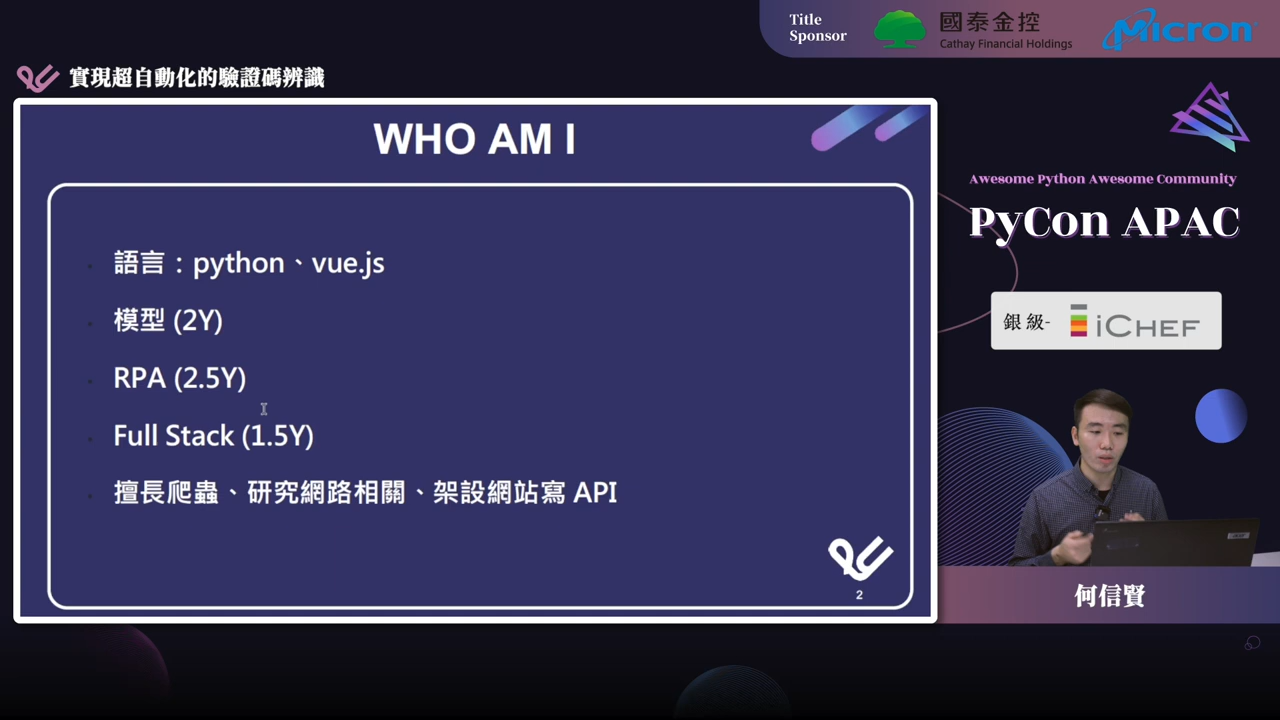 Title
Sponsor
國泰金控
Cathay Financial Holdings
Micron
實現超自動化的驗證碼辨識
WHO AM I
語言：python、vue.js
模型 (2Y)
RPA (2.5Y)
Full Stack (1.5Y)
擅長爬蟲、研究網路相關、架設網站寫 API
2
Awesome Python Awesome Community
PyCon APAC
銀級-
iCHEF
何信賢